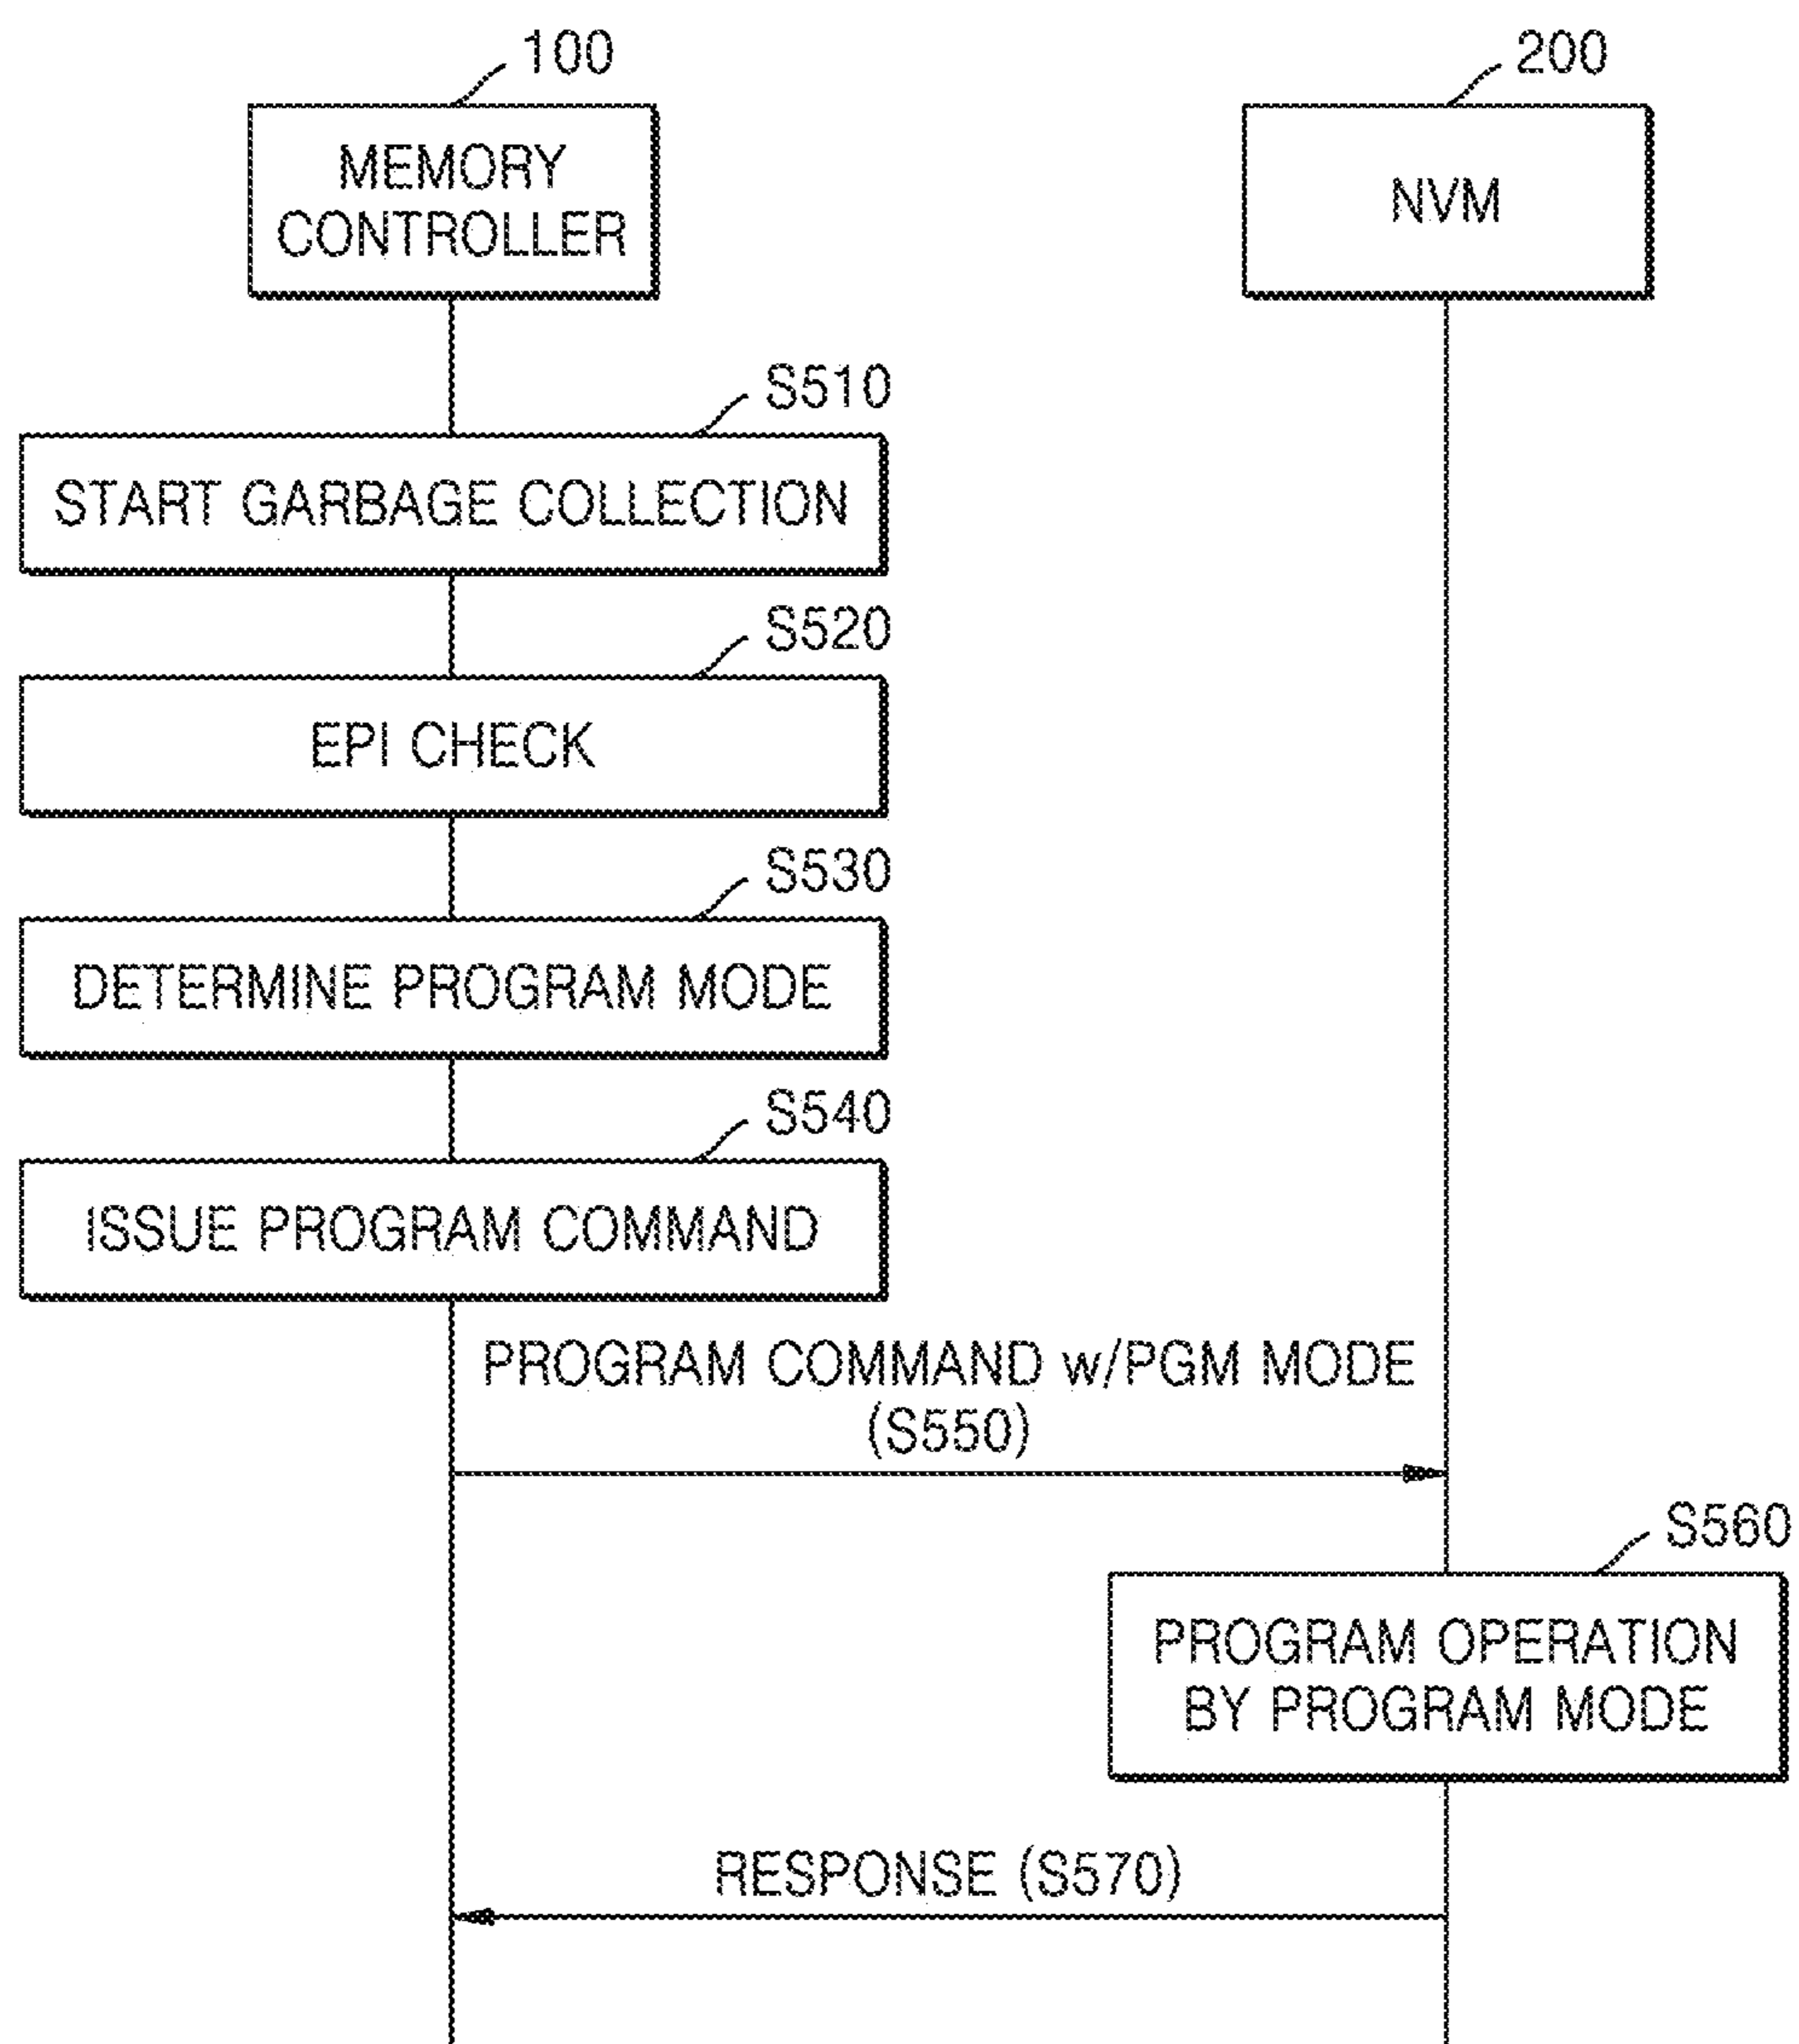 100
200
MEMORY
CONTROLLER
NVM
S510
START GARBAGE COLLECTION
S520
EPI CHECK
S530
DETERMINE PROGRAM MODE
S540
ISSUE PROGRAM COMMAND
PROGRAM COMMAND w/PGM MODE
(S550)
S560
PROGRAM OPERATION
BY PROGRAM MODE
RESPONSE (S570)